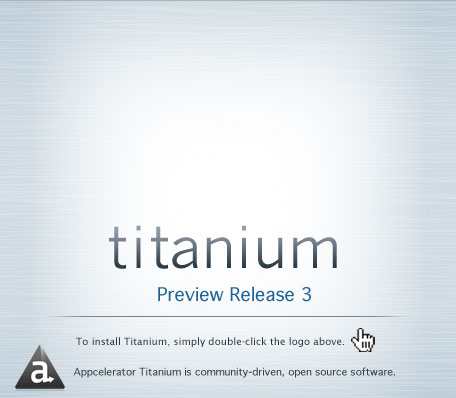 titanium
Preview Release 3
To install Titanium, simply double-click the logo above.
a
Appcelerator Titanium is community-driven, open source software.